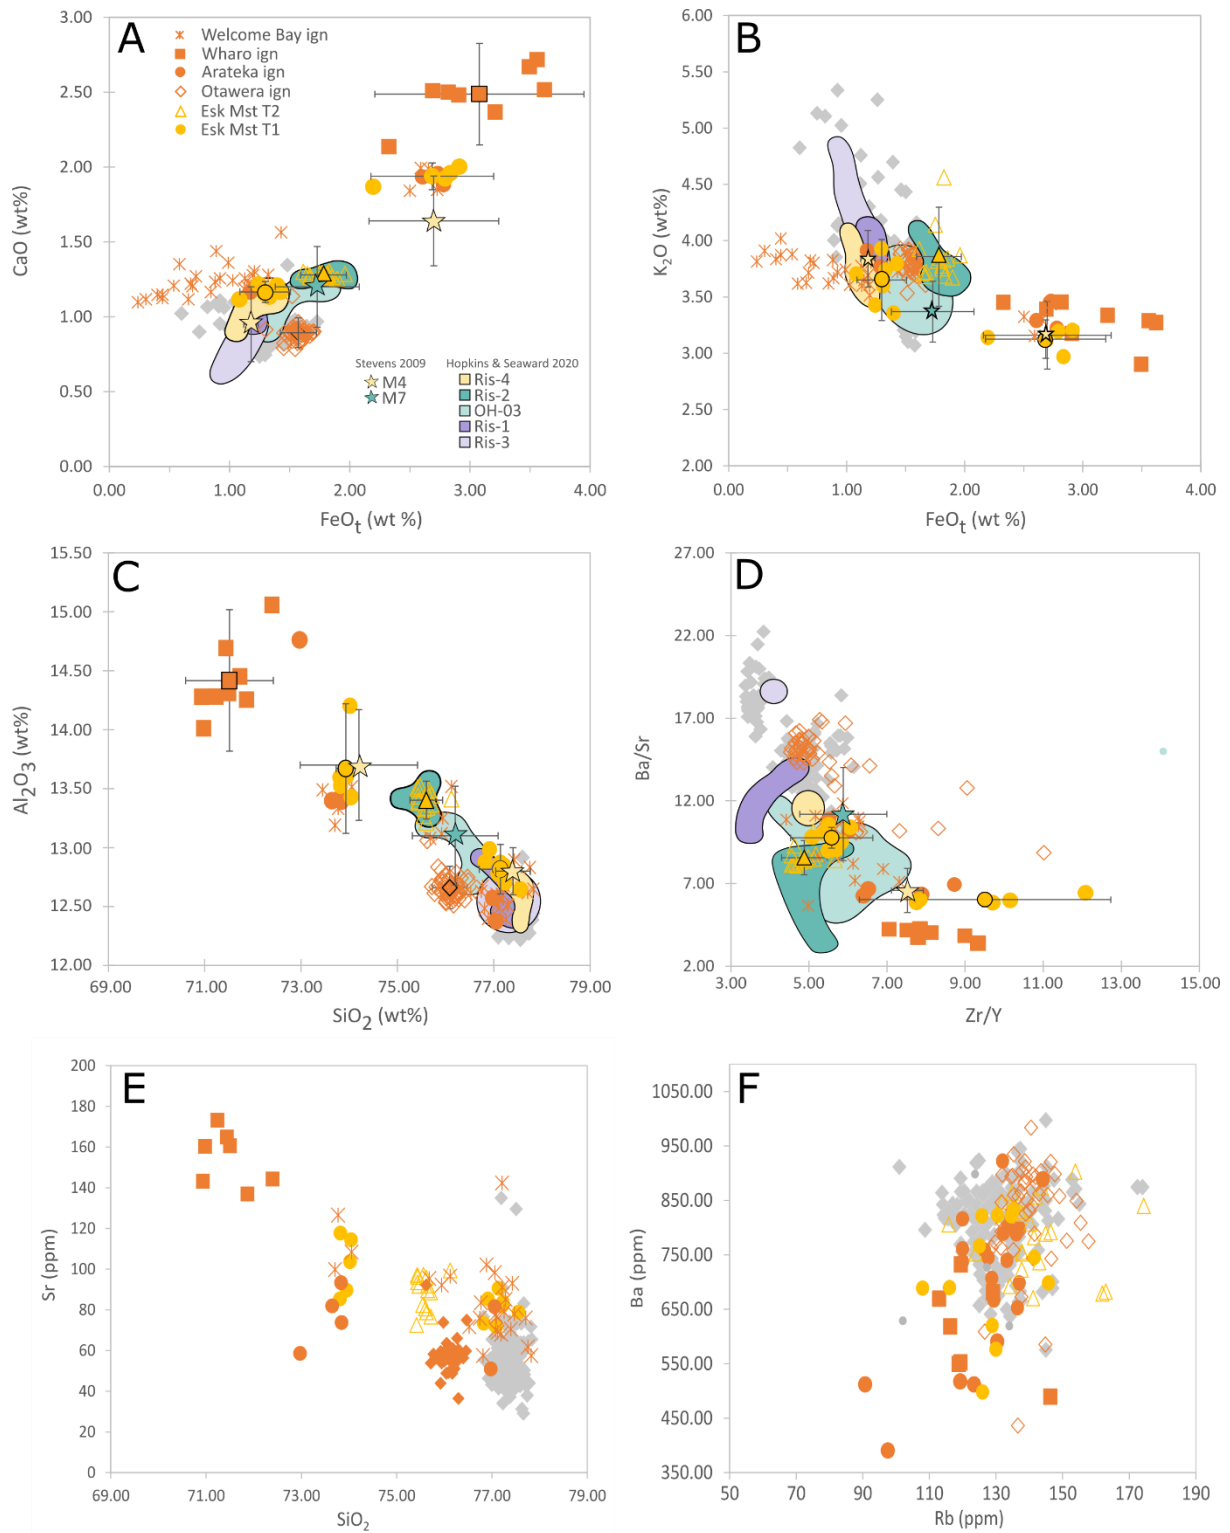 A
3.00
2.50
2.00
1.50
1.00
0.50
0.00
CaO (wt%)
0.00 1.00 2.00 3.00 4.00
FeOt (wt %)
Welcome Bay ign
Wharo ign
Arateka ign
Otawera ign
Esk Mst T2
Esk Mst T1
Stevens 2009
M4
M7
Hopkins & Seaward 2020
Ris-4
Ris-2
OH-03
Ris-1
Ris-3
B
6.00
5.50
5.00
4.50
4.00
3.50
3.00
2.50
2.00
K2O (wt%)
0.00 1.00 2.00 3.00 4.00
FeOt (wt %)
C
15.50
15.00
14.50
14.00
13.50
13.00
12.50
12.00
Al2O3 (wt%)
69.00 71.00 73.00 75.00 77.00 79.00
SiO2 (wt%)
D
27.00
22.00
17.00
12.00
7.00
2.00
Ba/Sr
3.00 5.00 7.00 9.00 11.00 13.00 15.00
Zr/Y
E
200
180
160
140
120
100
80
60
40
20
0
Sr (ppm)
69.00 71.00 73.00 75.00 77.00 79.00
SiO2
F
1050.00
950.00
850.00
750.00
650.00
550.00
450.00
350.00
Ba (ppm)
50 70 90 110 130 150 170 190
Rb (ppm)